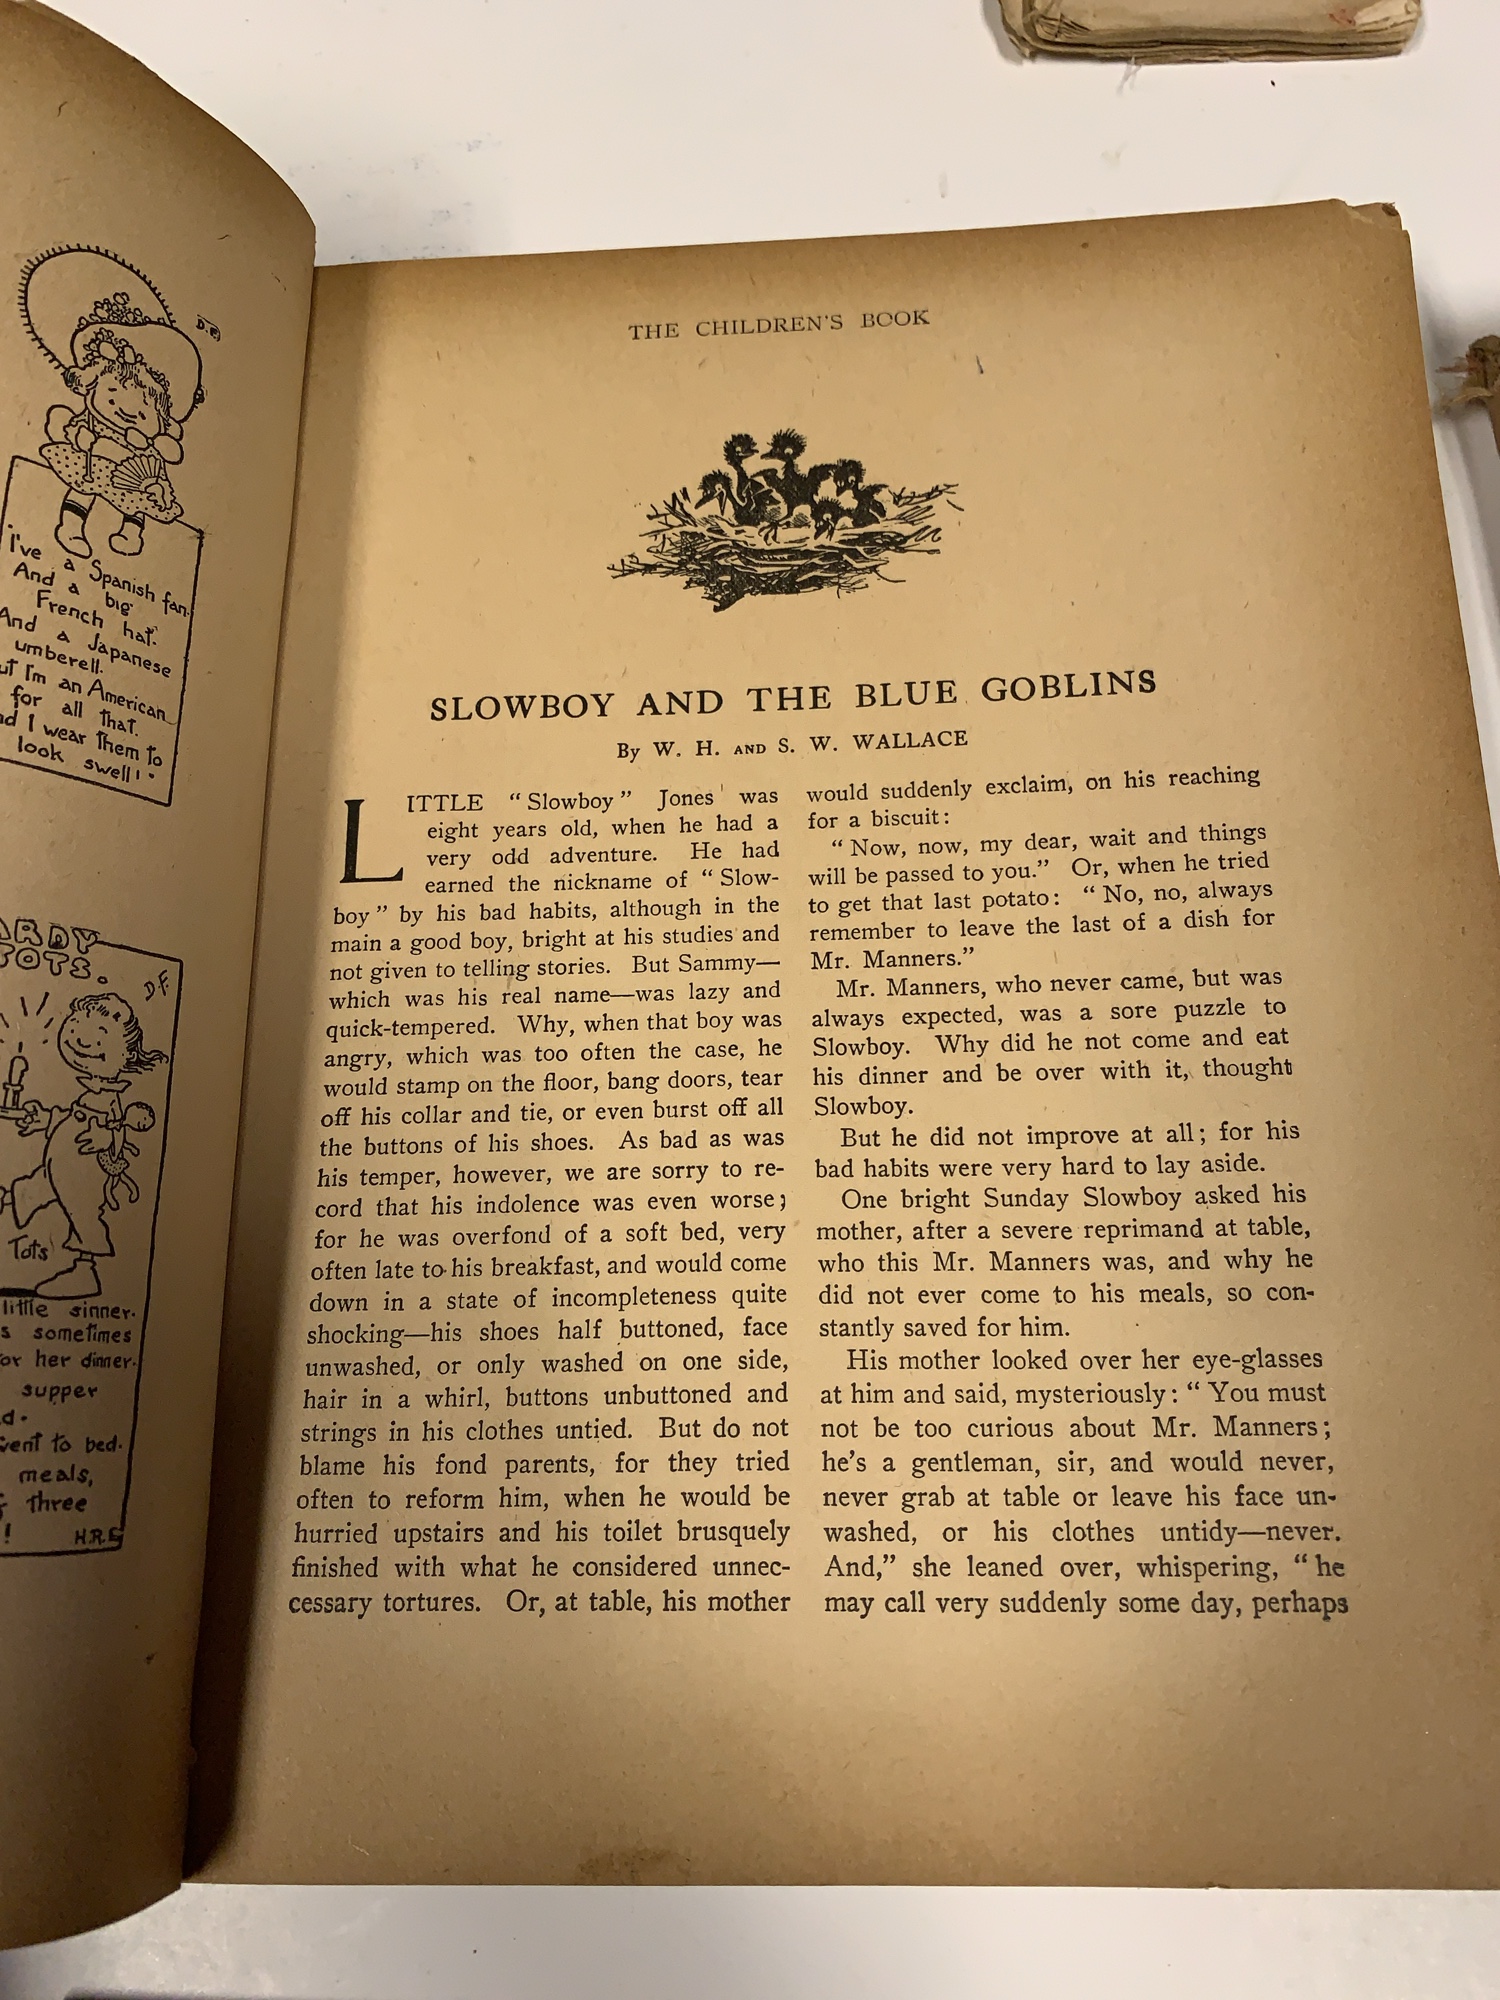 D.F.
I've a Spanish fan.
And a big
French hat.
And a Japanese
umberell.
I'm an American
for all that.
I wear them to
look swell!
TOTS.
D.F.
Tots
little sinner.
sometimes
her dinner.
supper
to bed.
meals,
three
!
THE CHILDREN'S BOOK
SLOWBOY AND THE BLUE GOBLINS
By W. H. AND S. W. WALLACE
LITTLE “Slowboy” Jones was
eight years old, when he had a
very odd adventure. He had
earned the nickname of “Slow-
boy” by his bad habits, although in the
main a good boy, bright at his studies and
not given to telling stories. But Sammy—
which was his real name—was lazy and
quick-tempered. Why, when that boy was
angry, which was too often the case, he
would stamp on the floor, bang doors, tear
off his collar and tie, or even burst off all
the buttons of his shoes. As bad as was
his temper, however, we are sorry to re-
cord that his indolence was even worse;
for he was overfond of a soft bed, very
often late to his breakfast, and would come
down in a state of incompleteness quite
shocking—his shoes half buttoned, face
unwashed, or only washed on one side,
hair in a whirl, buttons unbuttoned and
strings in his clothes untied. But do not
blame his fond parents, for they tried
often to reform him, when he would be
hurried upstairs and his toilet brusquely
finished with what he considered unnec-
cessary tortures. Or, at table, his mother
would suddenly exclaim, on his reaching
for a biscuit:
“Now, now, my dear, wait and things
will be passed to you.” Or, when he tried
to get that last potato: “No, no, always
remember to leave the last of a dish for
Mr. Manners.”
Mr. Manners, who never came, but was
always expected, was a sore puzzle to
Slowboy. Why did he not come and eat
his dinner and be over with it, thought
Slowboy.
But he did not improve at all; for his
bad habits were very hard to lay aside.
One bright Sunday Slowboy asked his
mother, after a severe reprimand at table,
who this Mr. Manners was, and why he
did not ever come to his meals, so con-
stantly saved for him.
His mother looked over her eye-glasses
at him and said, mysteriously: “You must
not be too curious about Mr. Manners;
he's a gentleman, sir, and would never,
never grab at table or leave his face un-
washed, or his clothes untidy—never.
And,” she leaned over, whispering, “he
may call very suddenly some day, perhaps